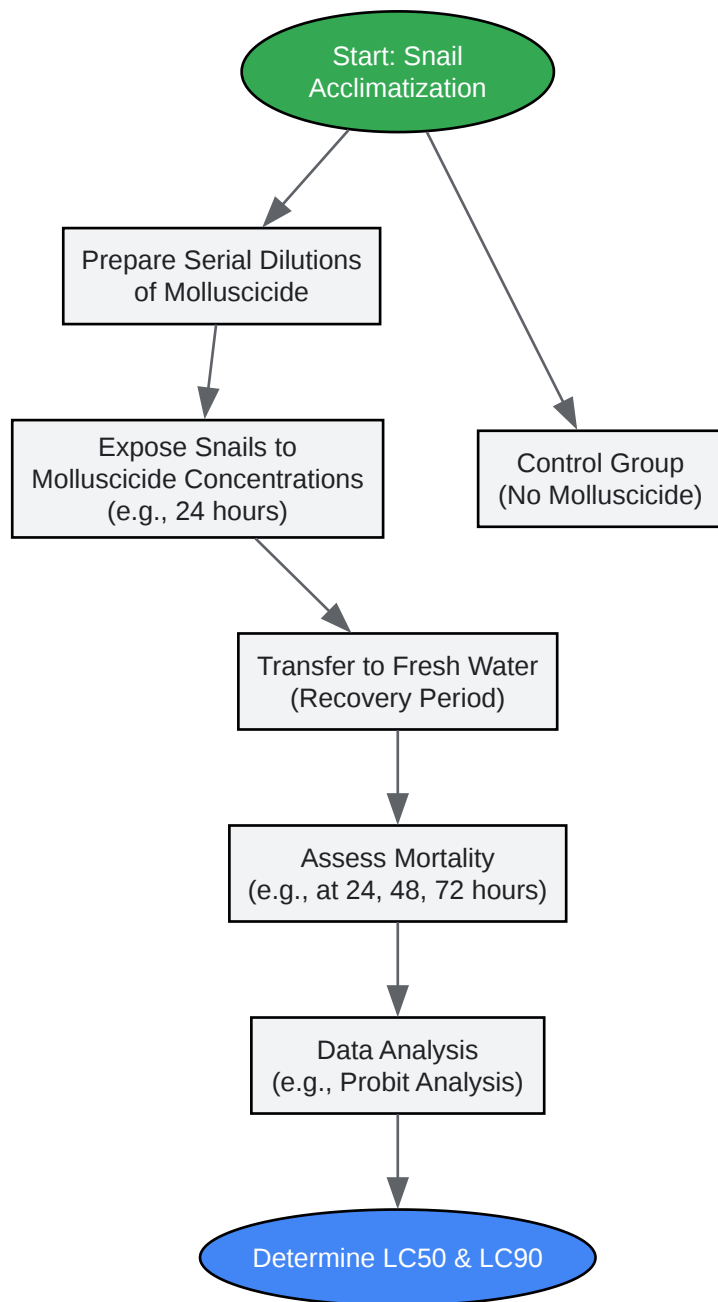 Start: Snail
Acclimatization
Prepare Serial Dilutions
of Molluscicide
Expose Snails to
Molluscicide Concentrations
(e.g., 24 hours)
Control Group
(No Molluscicide)
Transfer to Fresh Water
(Recovery Period)
Assess Mortality
(e.g., at 24, 48, 72 hours)
Data Analysis
(e.g., Probit Analysis)
Determine LC50 & LC90